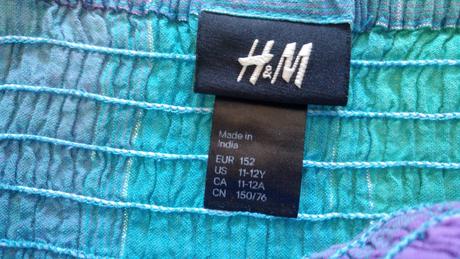 H&M
Made in
India
EUR 152
US 11-12Y
CA 11-12A
CN 150/76